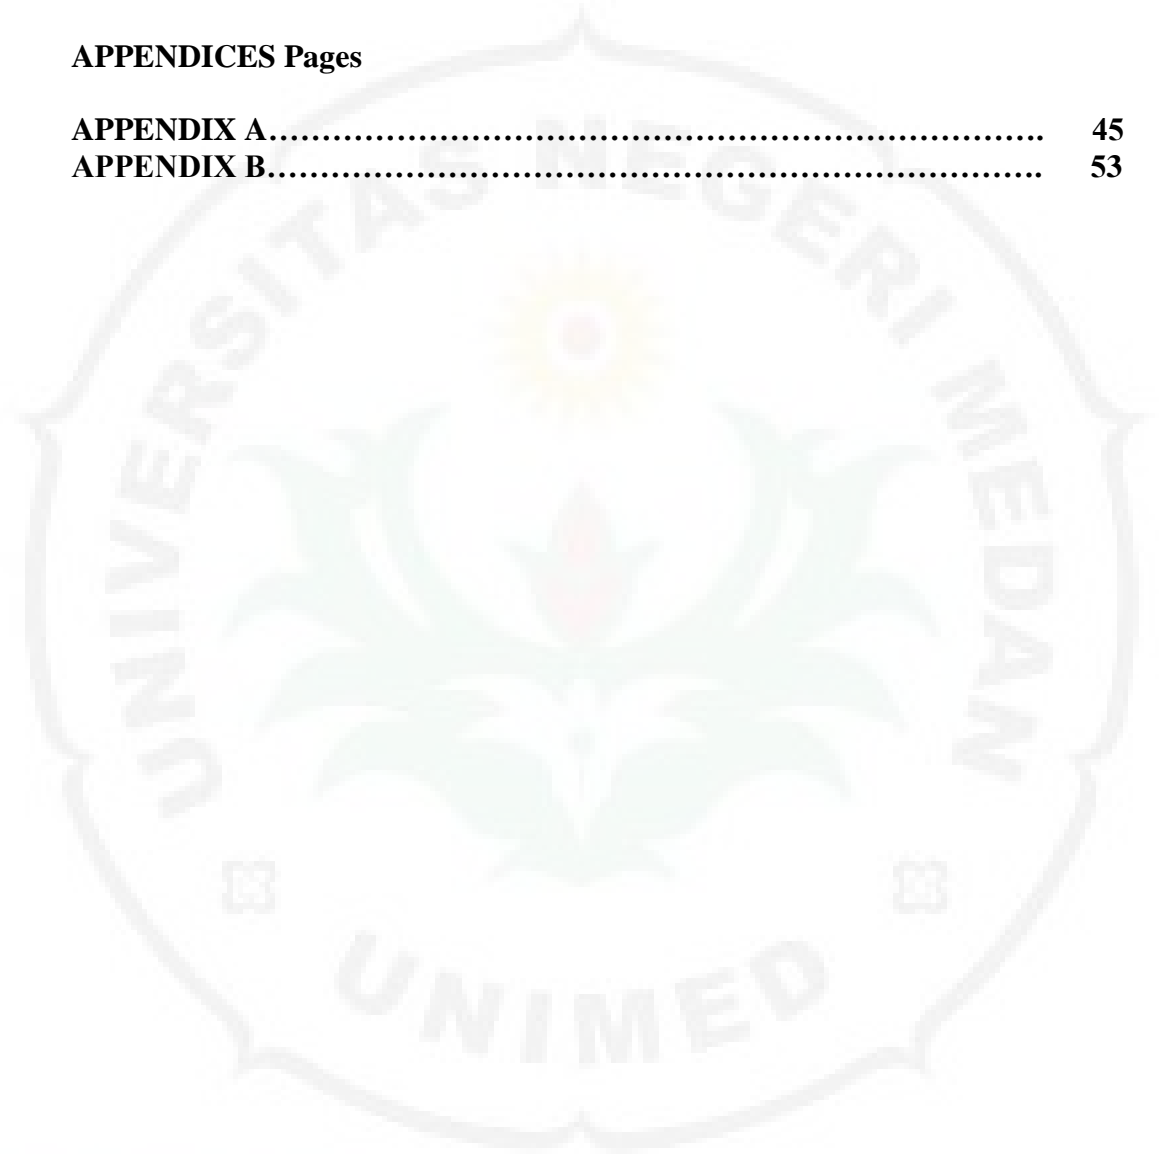 APPENDICES Pages
APPENDIX A…………………………………………………………………. 45
APPENDIX B…………………………………………………………………. 53
UNIVERSITAS NEGERI MEDAN
UNIMED